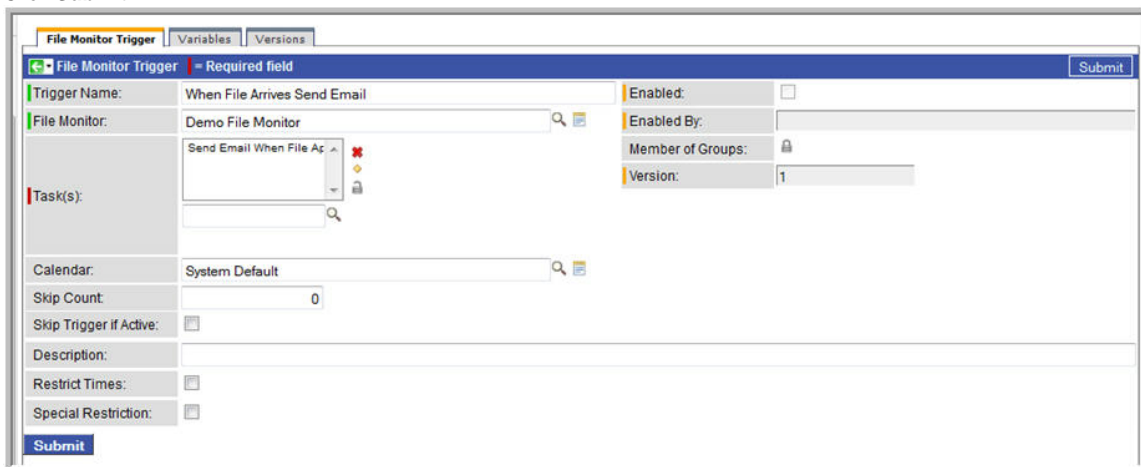 File Monitor Trigger Variables Versions
File Monitor Trigger = Required field Submit
Trigger Name: When File Arrives Send Email Enabled:
File Monitor: Demo File Monitor Enabled By:
Send Email When File Ap Member of Groups:
Version: 1
Task(s):
Calendar: System Default
Skip Count: 0
Skip Trigger if Active:
Description:
Restrict Times:
Special Restriction:
Submit